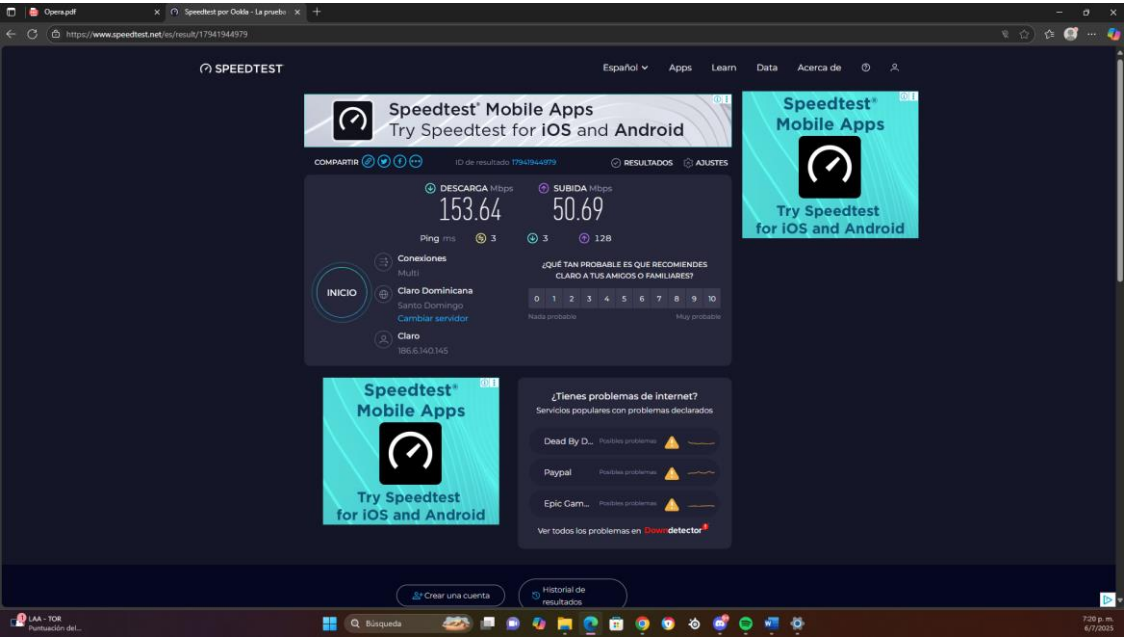 Opera.pdf
Speedtest por Ookla - La prueba
https://www.speedtest.net/es/result/17941944979
SPEEDTEST
Español Apps Learn Data Acerca de
Speedtest® Mobile Apps
Try Speedtest for iOS and Android
Speedtest®
Mobile Apps
Try Speedtest
for iOS and Android
COMPARTIR ID de resultado 17941944979 RESULTADOS AJUSTES
DESCARGA Mbps SUBIDA Mbps
153.64 50.69
Ping ms 3 3 128
INICIO
Conexiones
Multi
Claro Dominicana
Santo Domingo
Cambiar servidor
Claro
186.6.140.145
¿QUÉ TAN PROBABLE ES QUE RECOMIENDES
CLARO A TUS AMIGOS O FAMILIARES?
0 1 2 3 4 5 6 7 8 9 10
Nada probable Muy probable
Speedtest®
Mobile Apps
Try Speedtest
for iOS and Android
¿Tienes problemas de internet?
Servicios populares con problemas declarados
Dead By D... Posibles problemas
Paypal Posibles problemas
Epic Gam... Posibles problemas
Ver todos los problemas en Downdetector
Crear una cuenta
Historial de
resultados
1
LAA - TOR
Puntuación del...
Búsqueda
7:20 p. m.
6/7/2025